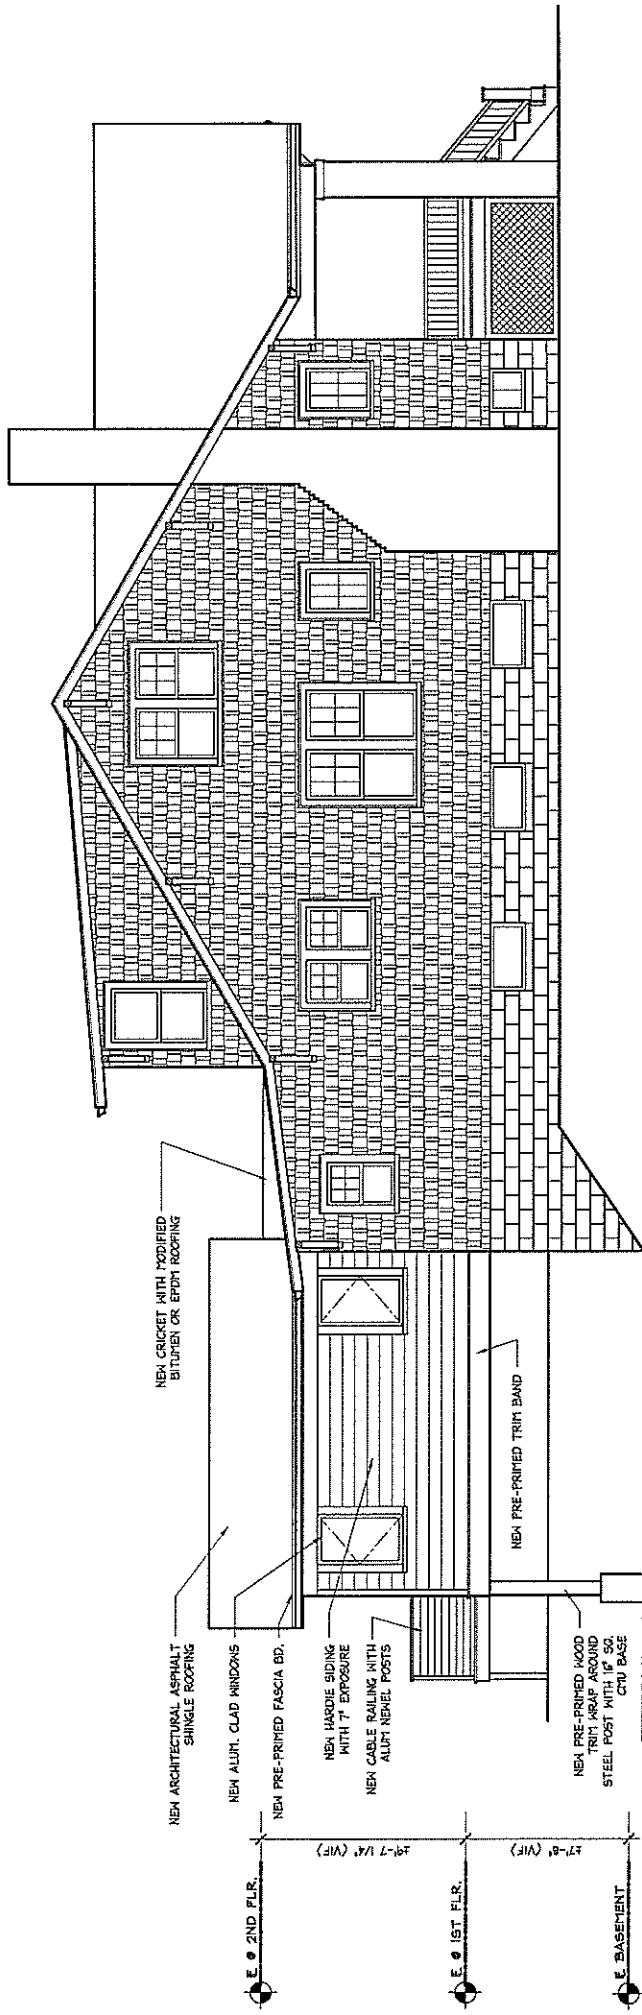 NEW CRICKET WITH MODIFIED
BITUMEN OR EPDM ROOFING
NEW ARCHITECTURAL ASPHALT
SHINGLE ROOFING
NEW ALUM. CLAD WINDOWS
NEW PRE-PRIMED FASCIA BD.
NEW HARDIE SIDING
WITH 7" EXPOSURE
NEW CABLE RAILING WITH
ALUM NEWEL POSTS
NEW PRE-PRIMED TRIM BAND
NEW PRE-PRIMED WOOD
TRIM WRAP AROUND
STEEL POST WITH 16" SQ.
CMU BASE
E @ 2ND FLR.
±9'-7 1/4" (VIF)
E @ 1ST FLR.
±7'-8" (VIF)
E BASEMENT